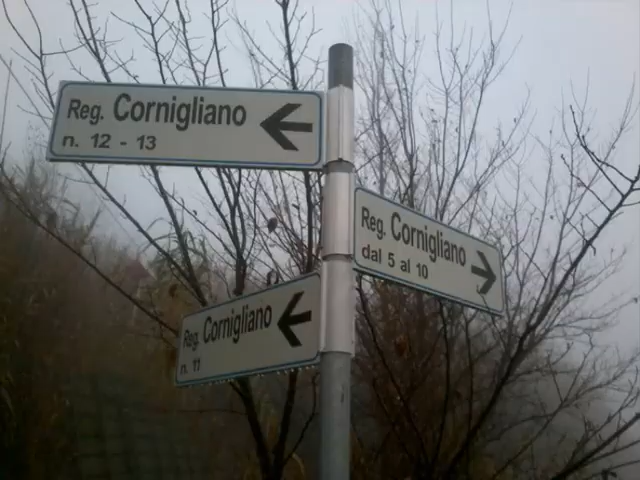 Reg. Cornigliano
n. 12 - 13
Reg. Cornigliano
dal 5 al 10
Reg. Cornigliano
n. 11